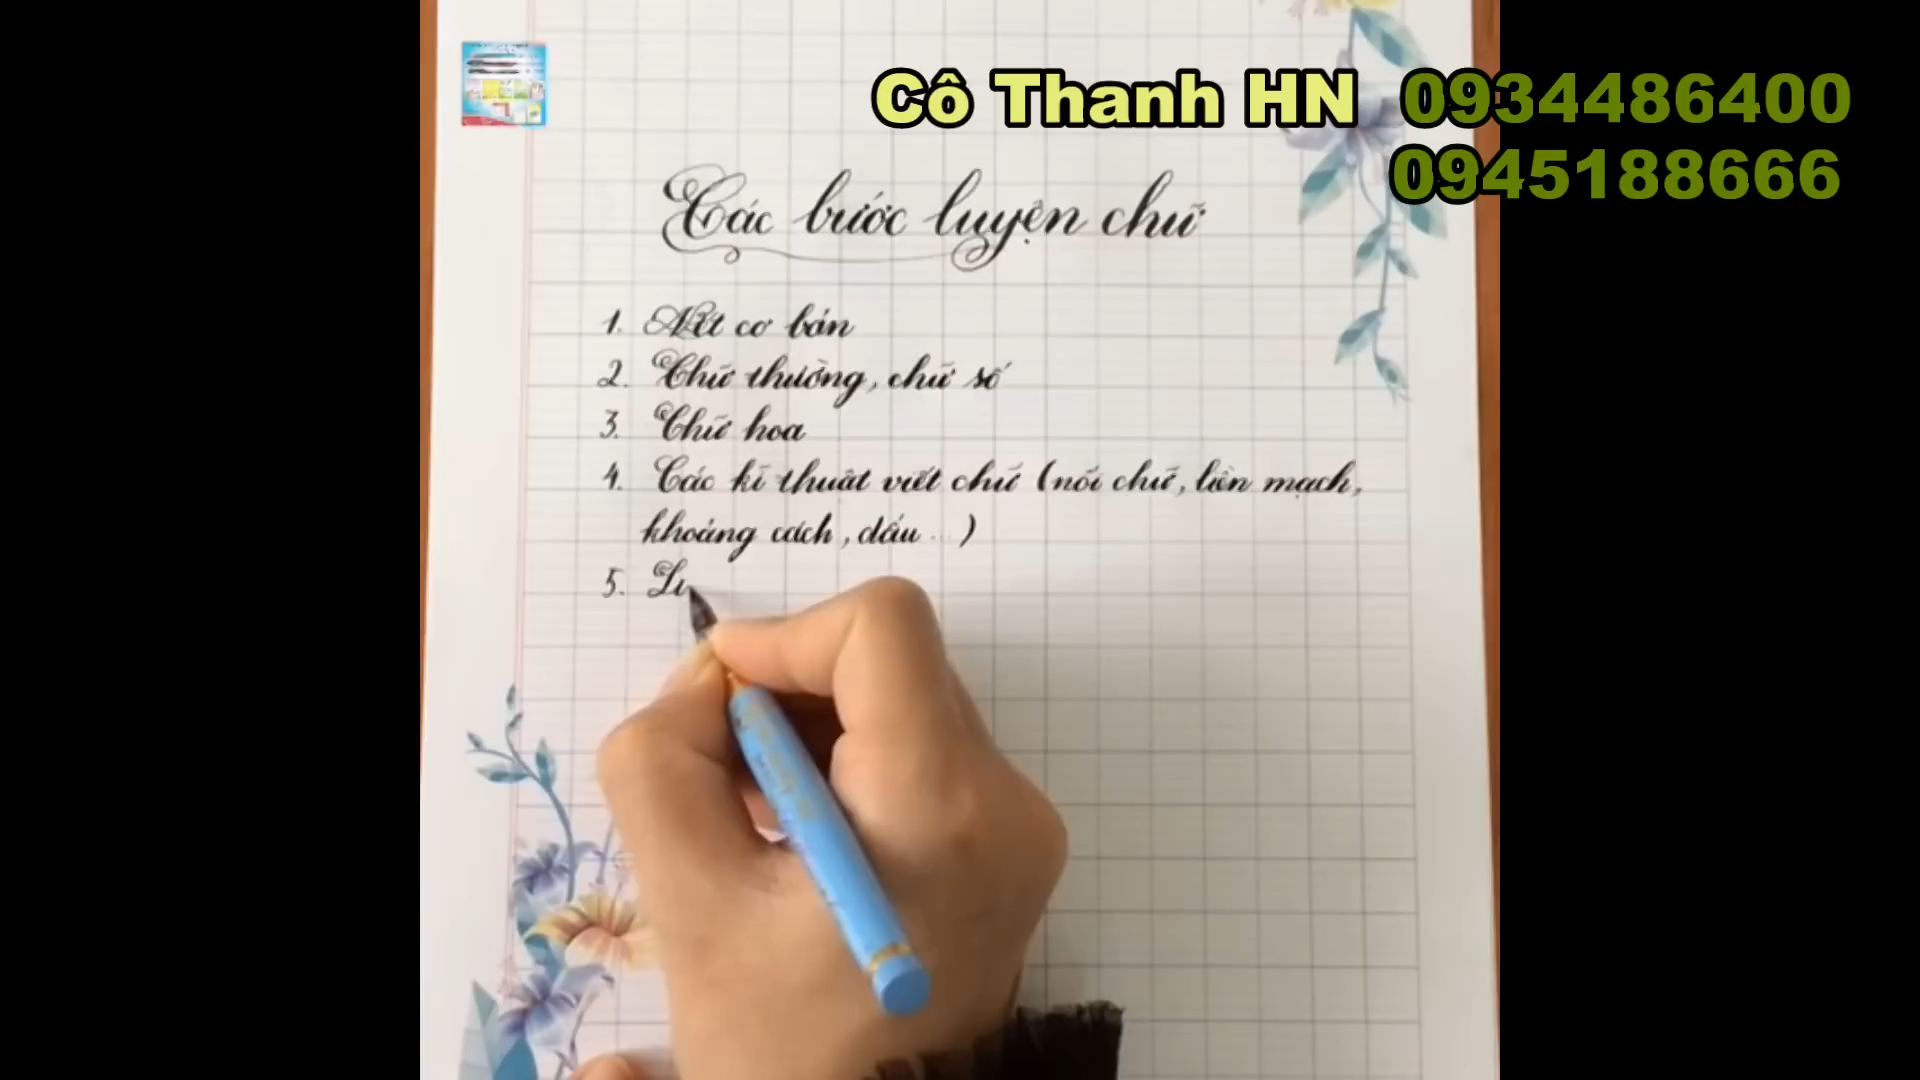 Cô Thanh HN 0934486400
0945188666
Các bước luyện chữ
1. Nét cơ bản
2. Chữ thường, chữ số
3. Chữ hoa
4. Các kĩ thuật viết chữ (nối chữ, liền mạch,
khoảng cách, dấu...)
5. Lu